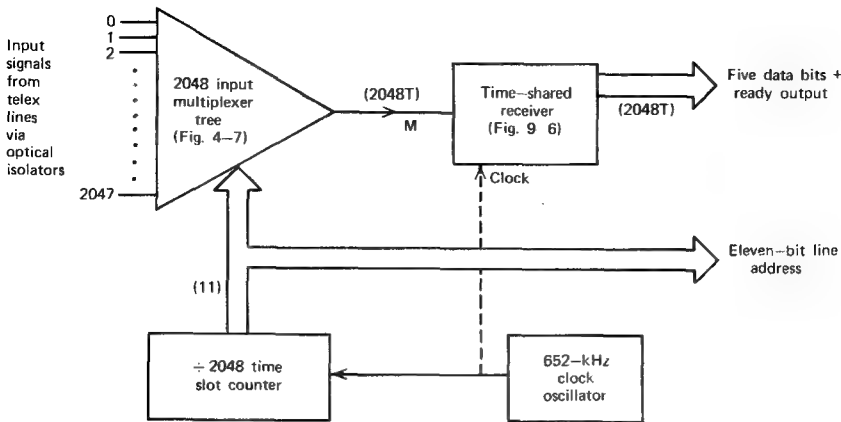 Input
signals
from
telex
lines
via
optical
isolators
0
1
2
2047
2048 input
multiplexer
tree
(Fig. 4–7)
(2048T)
M
Time–shared
receiver
(Fig. 9 6)
(2048T)
Five data bits +
ready output
Clock
Eleven–bit line
address
(11)
÷ 2048 time
slot counter
652–kHz
clock
oscillator